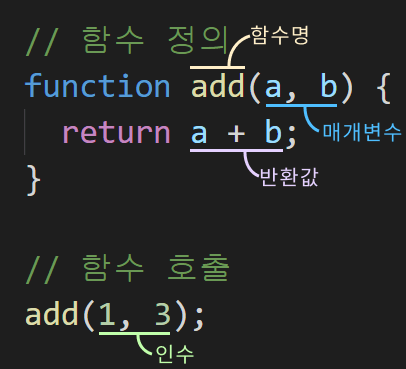 // 함수 정의
함수명
function add(a, b) {
매개변수
return a + b;
반환값
}
// 함수 호출
add(1, 3);
인수